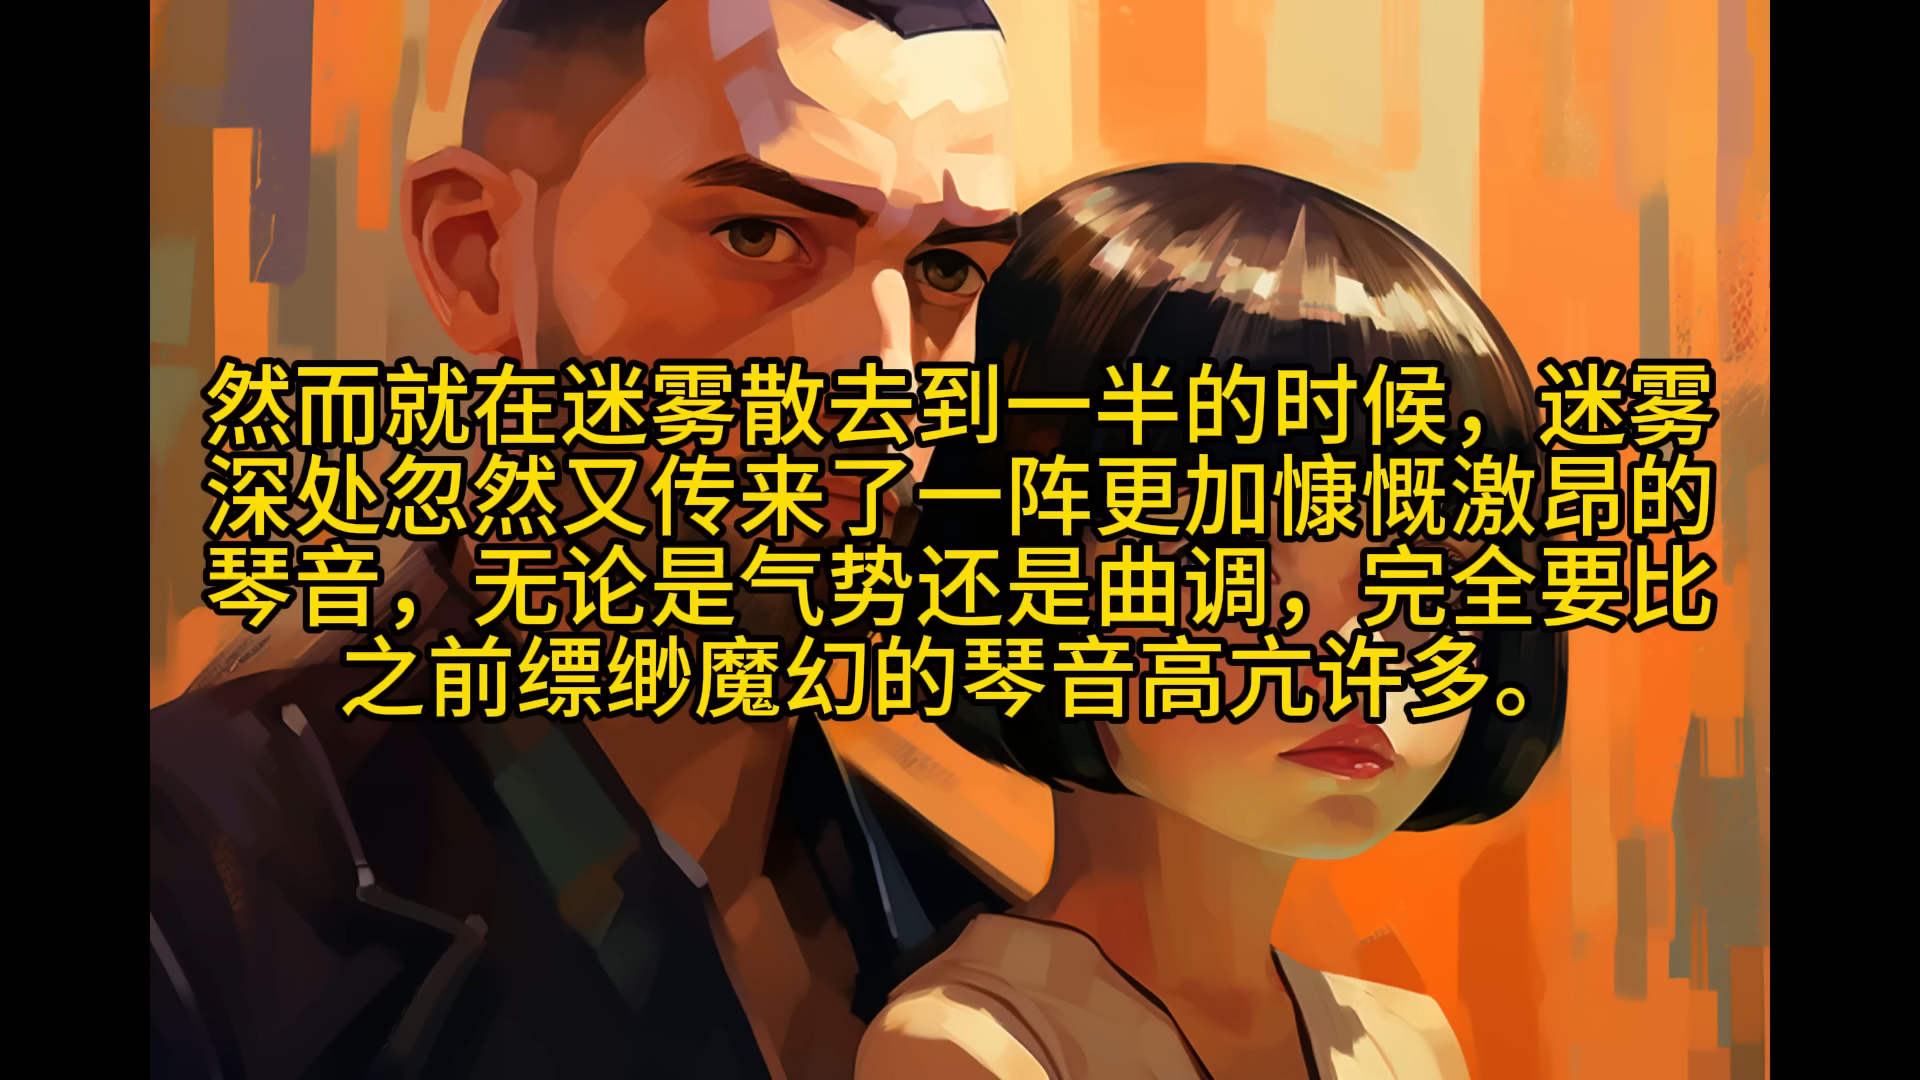 然而就在迷雾散去到一半的时候，迷雾
深处忽然又传来了一阵更加慷慨激昂的
琴音，无论是气势还是曲调，完全要比
之前缥缈魔幻的琴音高亢许多。